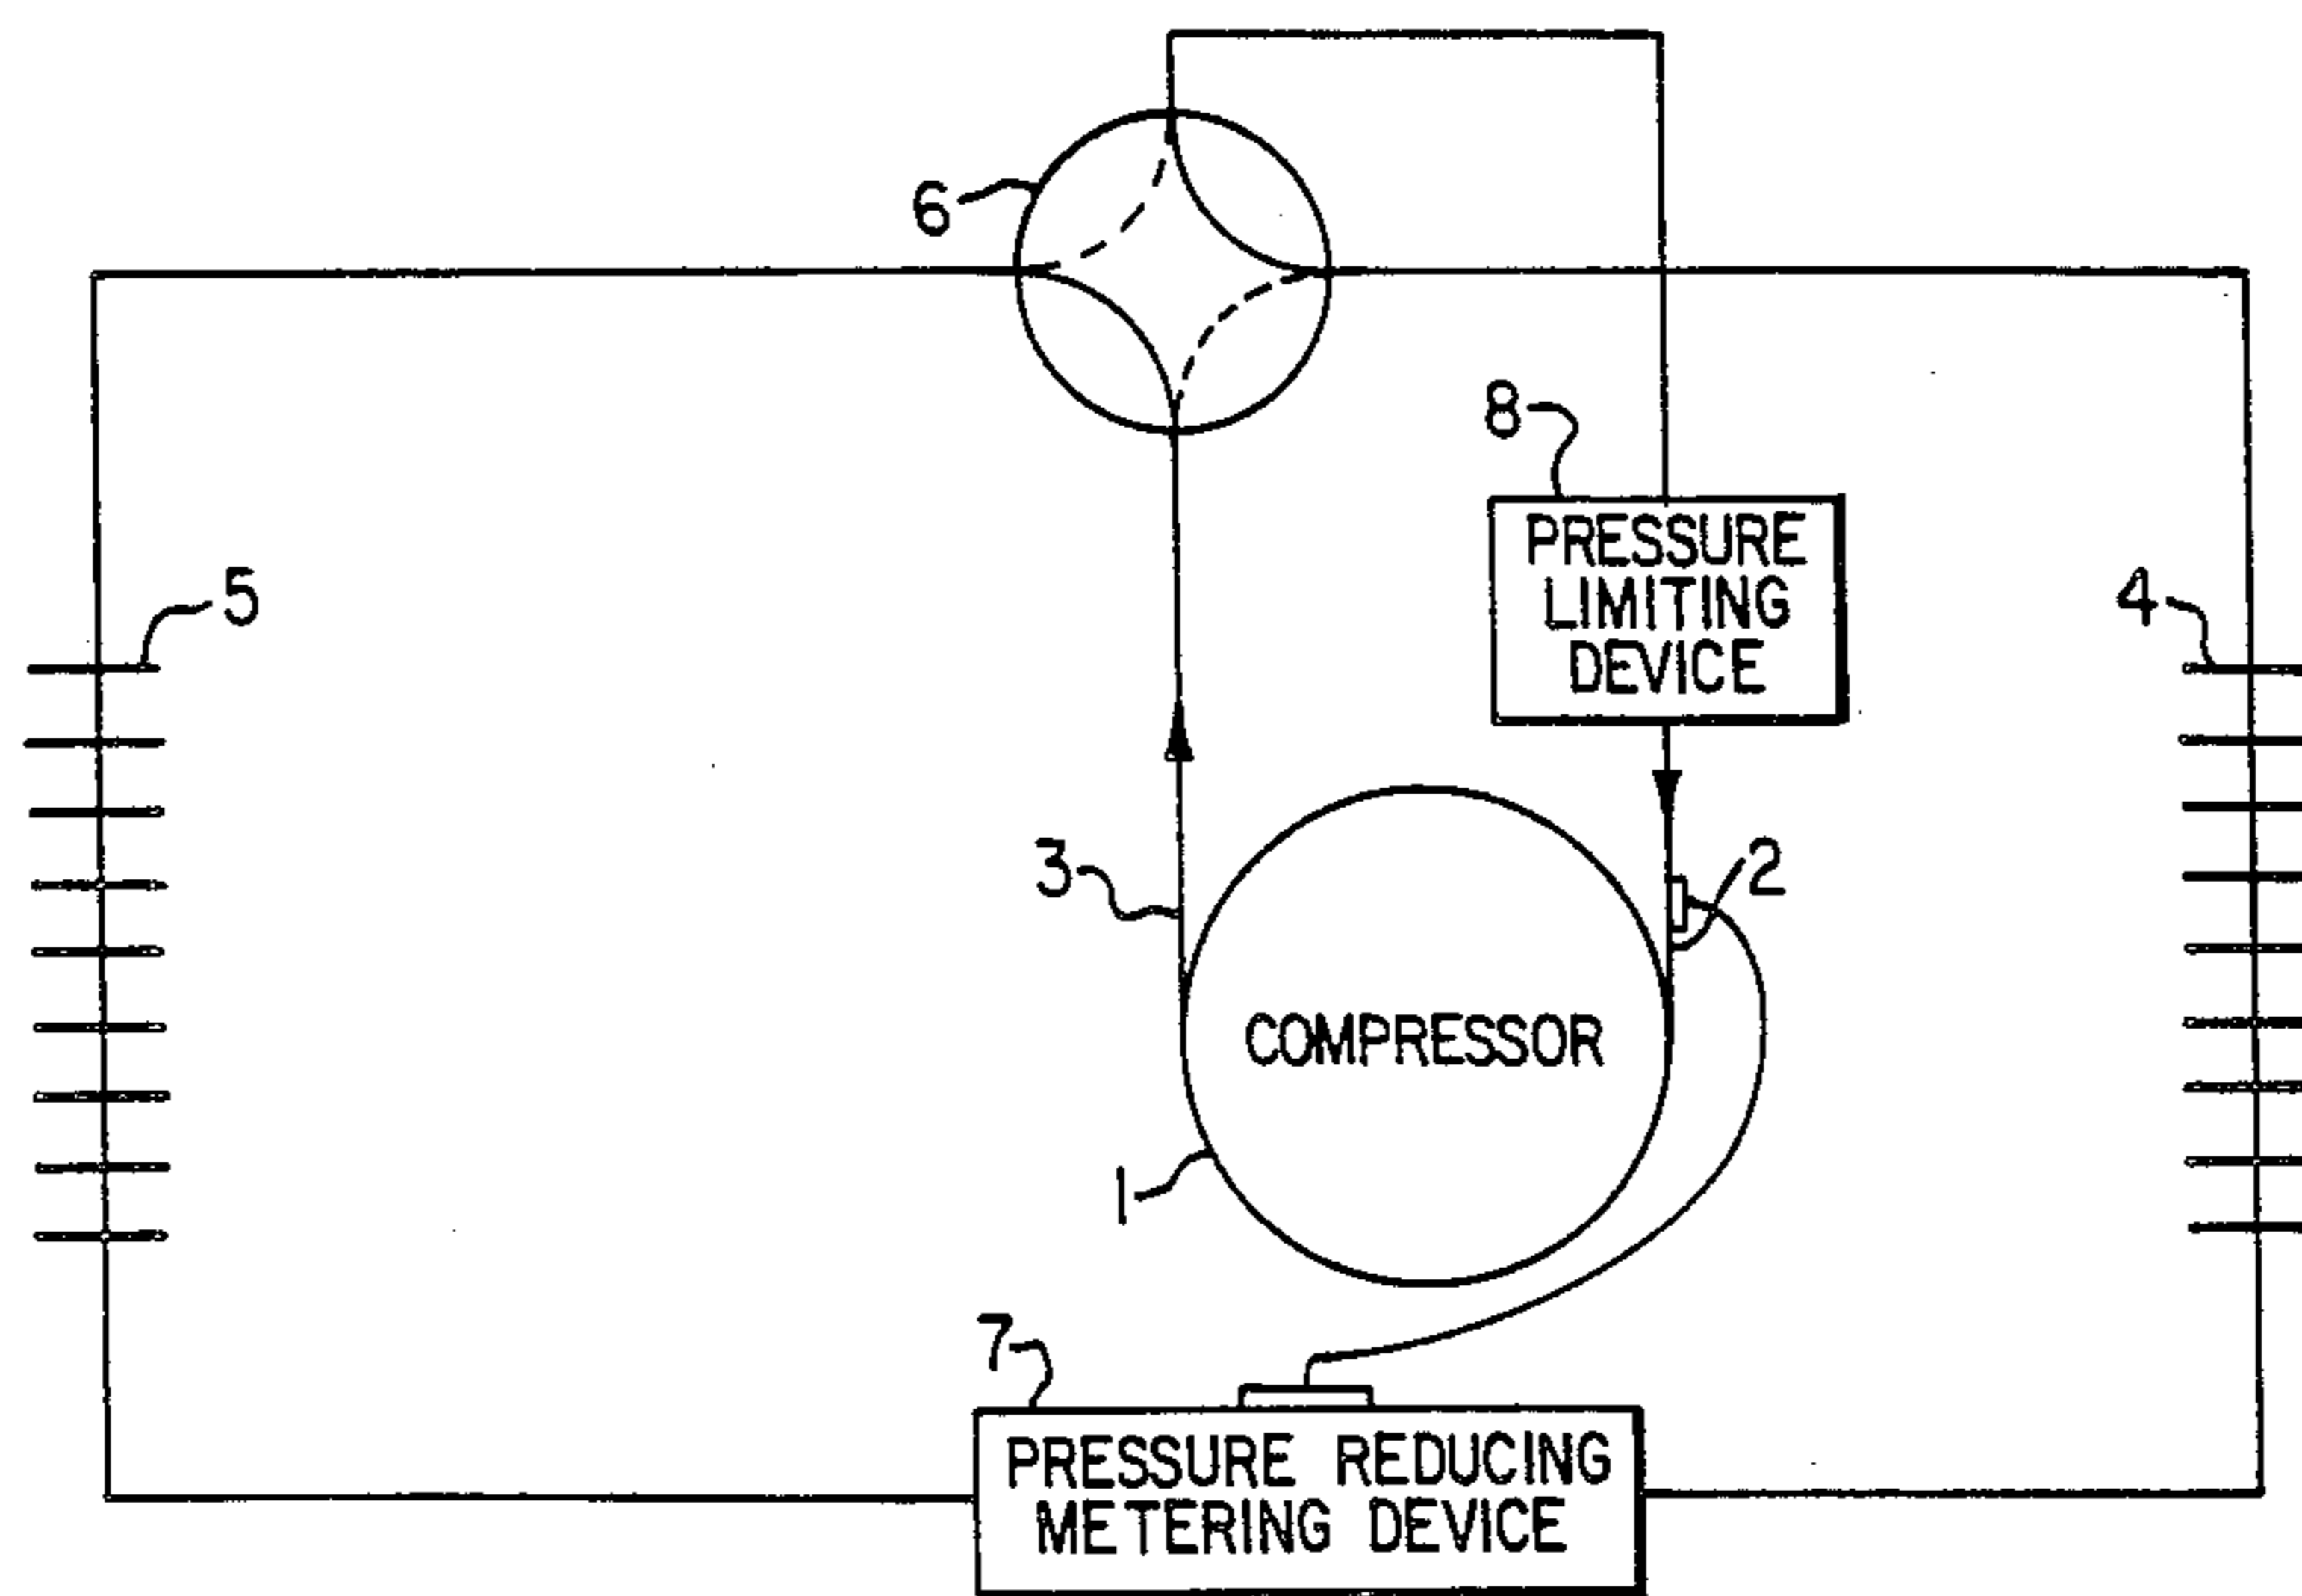 6
8
PRESSURE
LIMITING
DEVICE
5
4
3
2
COMPRESSOR
1
7
PRESSURE REDUCING
METERING DEVICE